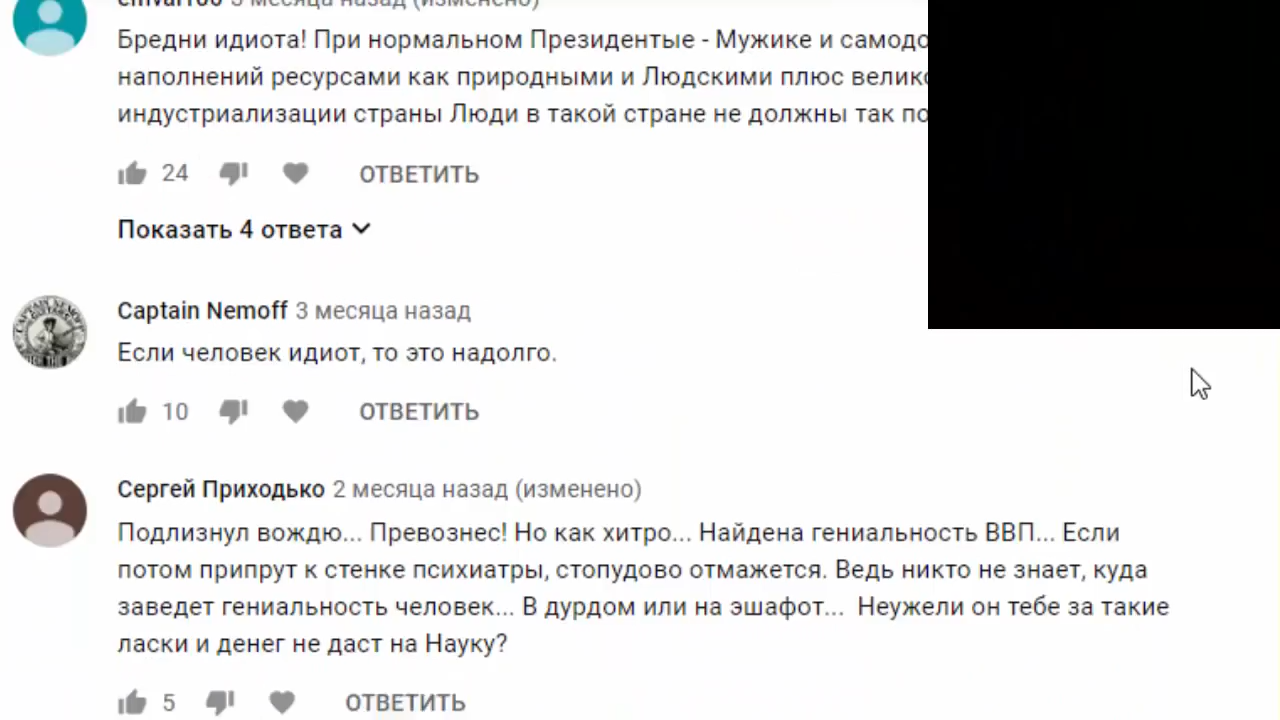 3 месяца назад (изменено)
Бредни идиота! При нормальном Президентые - Мужике и
наполнений ресурсами как природными и Людскими плюс
индустриализации страны Люди в такой стране не должны так
24 ОТВЕТИТЬ
Показать 4 ответа
Captain Nemoff 3 месяца назад
Если человек идиот, то это надолго.
10 ОТВЕТИТЬ
Сергей Приходько 2 месяца назад (изменено)
Подлизнул вождю... Превознес! Но как хитро... Найдена гениальность ВВП... Если
потом припрут к стенке психиатры, стопудово отмажется. Ведь никто не знает, куда
заведет гениальность человек... В дурдом или на эшафот... Неужели он тебе за такие
ласки и денег не даст на Науку?
5 ОТВЕТИТЬ